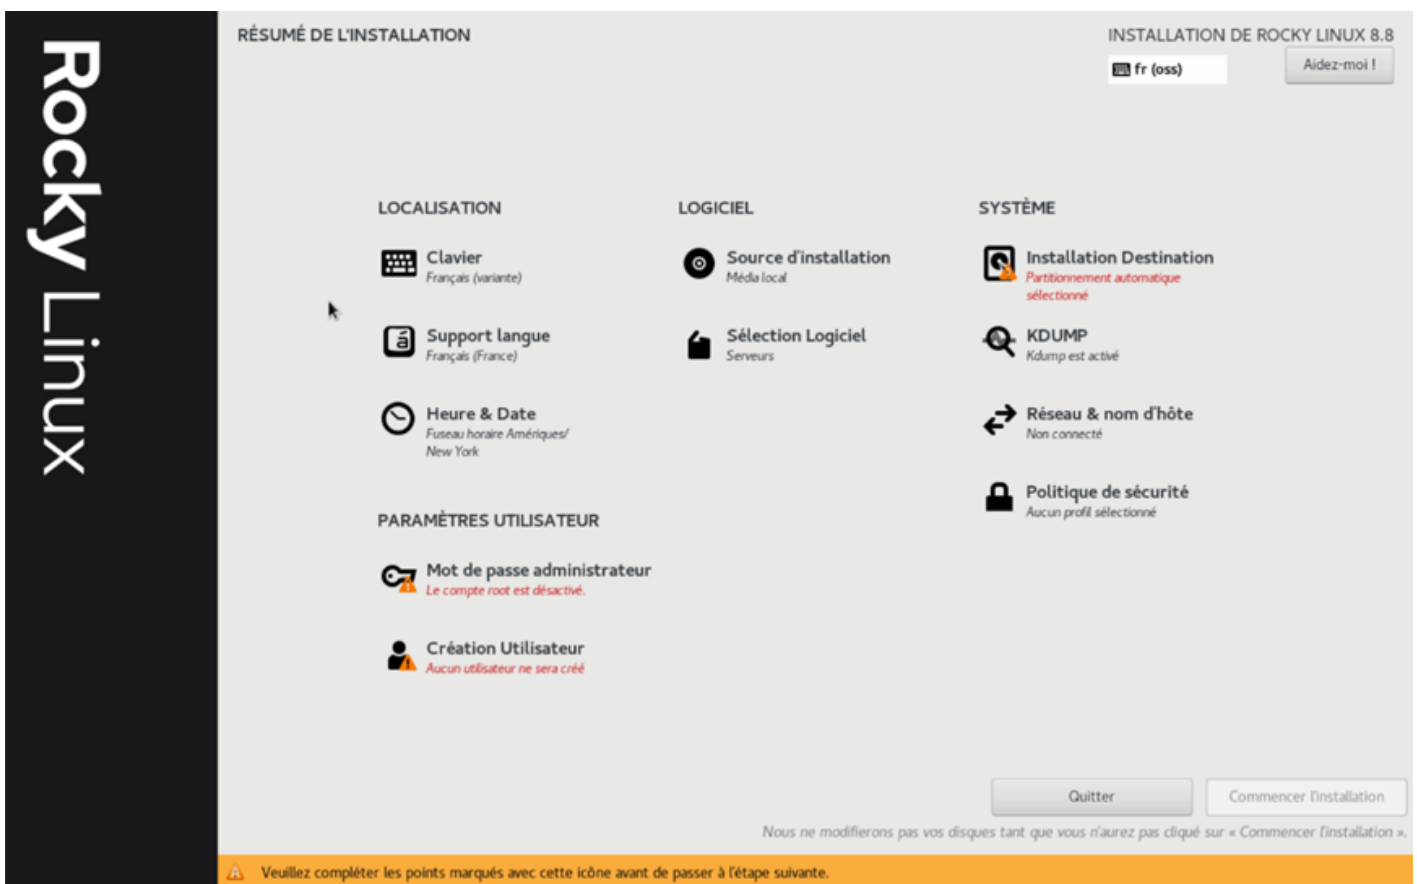 Rocky Linux
RÉSUMÉ DE L'INSTALLATION
INSTALLATION DE ROCKY LINUX 8.8
fr (oss)
Aidez-moi !
LOCALISATION
Clavier
Français (variante)
Support langue
Français (France)
Heure & Date
Fuseau horaire Amériques/
New York
LOGICIEL
Source d'installation
Média local
Sélection Logiciel
Serveurs
SYSTÈME
Installation Destination
Partitionnement automatique
sélectionné
KDUMP
Kdump est activé
Réseau & nom d'hôte
Non connecté
Politique de sécurité
Aucun profil sélectionné
PARAMÈTRES UTILISATEUR
Mot de passe administrateur
Le compte root est désactivé.
Création Utilisateur
Aucun utilisateur ne sera créé
Quitter
Commencer l'installation
Nous ne modifierons pas vos disques tant que vous n'aurez pas cliqué sur « Commencer l'installation ».
Veuillez compléter les points marqués avec cette icône avant de passer à l'étape suivante.